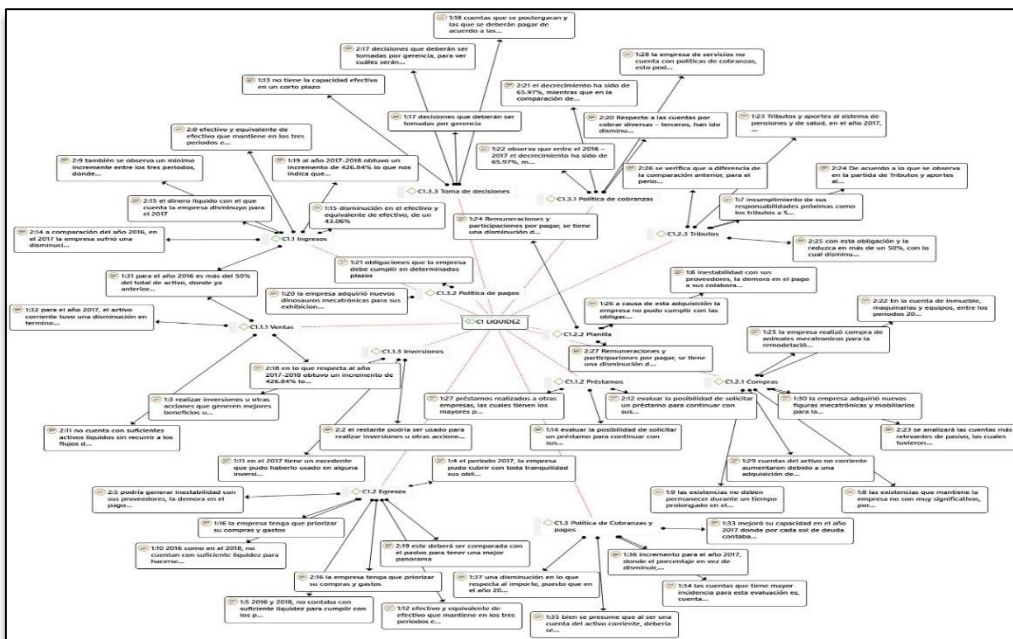 1:18 cuentas que se postergaran y
las que se deberán pagar de
acuerdo a las...
2:17 decisiones que deberán ser
tomadas por gerencia, para ver
cuáles serán...
1:28 la empresa de servicios no
cuenta con políticas de cobranzas,
esto pod...
1:13 no tiene la capacidad efectiva
en un corto plazo
2:21 el decrecimiento ha sido de
65.97%, mientras que en la
comparación de...
1:17 decisiones que deberán ser
tomadas por gerencia
2:20 Respecto a las cuentas por
cobrar diversas – terceros, han ido
disminu...
1:23 Tributos y aportes al sistema de
pensiones y de salud, en el año 2017,
...
2:8 efectivo y equivalente de
efectivo que mantiene en los tres
periodos e...
2:9 también se observa un mínimo
incremento entre los tres periodos,
donde...
1:19 al año 2017-2018 obtuvo un
incremento de 426.84% lo que nos
indica que...
1:22 observa que entre el 2016 –
2017 el decrecimiento ha sido de
65.97%, m...
2:26 se verifica que a diferencia de
la comparación anterior, para el
perio...
2:24 De acuerdo a lo que se observa
en la partida de Tributos y aportes
al...
C1.3.3 Toma de decisiones
C1.3.1 Política de cobranzas
2:15 el dinero líquido con el que
cuenta la empresa disminuyo para
el 2017
1:15 disminución en el efectivo y
equivalente de efectivo, de un
43.06%
1:24 Remuneraciones y
participaciones por pagar, se tiene
una disminución d...
1:7 insumplimiento de sus
responsabilidades próximas como
los tributos a S...
C1.2.3 Tributos
2:14 a comparación del año 2016, en
el 2017 la empresa sufrió una
disminuci...
C1.1 Ingresos
2:25 con esta obligación y la
reduzca en más de un 50%, con
lo cual disminu...
1:21 obligaciones que la empresa
debe cumplir en determinados
plazos
1:31 para el año 2016 es más del 50%
del total de activo, donde ya
anterior...
1:6 inestabilidad con sus
proveedores, la demora en el pago
a sus colabora...
1:20 la empresa adquirió nuevos
dinosauros mecatrónicos para sus
exhibicion...
C1.3.2 Política de pagos
1:26 a causa de esta adquisición la
empresa no pudo cumplir con las
obligac...
2:22 En la cuenta de inmueble,
maquinarias y equipos, entre los
periodos 20...
1:32 para el año 2017, el activo
corriente tuvo una disminución en
termino...
C1.1.1 Ventas
C1 LIQUIDEZ
C1.2.2 Planilla
1:25 la empresa realizó compra de
animales mecatronicos para la
remodelació...
C1.1.3 Inversiones
2:27 Remuneraciones y
participaciones por pagar, se tiene
una disminución d...
2:18 en lo que respecta al año
2017-2018 obtuvo un incremento de
426.84% lo...
C1.1.2 Préstamos
C1.2.1 Compras
1:3 realizar inversiones u otras
acciones que generen mejores
beneficios u...
1:27 préstamos realizados a otras
empresas, las cuales tienen los
mayores p...
2:12 evaluar la posibilidad de solicitar
un préstamo para continuar con
sus...
1:30 la empresa adquirió nuevos
figuras mecatrónicas y mobiliarios
para la...
2:11 no cuenta con suficientes
activos líquidos sin recurrir a los
flujos d...
2:2 el restante podría ser usado para
realizar inversiones u otras accione...
1:14 evaluar la posibilidad de solicitar
un préstamo para continuar con
sus...
2:23 se analizará las cuentas más
relevantes de pasivo, las cuales
tuvieron...
1:11 en el 2017 tiene un excedente
que pudo haberlo usado en alguna
inversi...
1:4 el periodo 2017, la empresa
pudo cubrir con toda tranquilidad
sus obli...
1:29 cuentas del activo no corriente
aumentaron debido a una
adquisición de...
2:5 podría generar inestabilidad con
sus proveedores, la demora en el
pago...
C1.2 Egresos
1:9 las existencias no deben
permanecer durante un tiempo
prolongado en el...
1:8 las existencias que mantiene la
empresa no son muy significativas,
por...
1:16 la empresa tenga que priorizar
su compras y gastos
C1.3 Política de Cobranzas y
pagos
1:33 mejoró su capacidad en el año
2017 donde por cada sol de deuda
contaba...
1:10 2016 como en el 2018, no
cuentan con suficiente liquidez para
hacerse...
2:19 este deberá ser comparada con
el pasivo para tener una mejor
panorama
1:36 incremento para el año 2017,
donde el porcentaje en vez de
disminuir,...
2:16 la empresa tenga que priorizar
su compras y gastos
1:37 una disminución en lo que
respecta al importe, puesto que en
el año 20...
1:34 las cuentas que tiene mayor
incidencia para esta evaluación es,
cuenta...
1:5 2016 y 2018, no contaba con
suficiente liquidez para cumplir con
los p...
1:12 efectivo y equivalente de
efectivo que mantiene en los tres
periodos e...
1:35 bien se presume que al ser una
cuenta del activo corriente, debería
se...